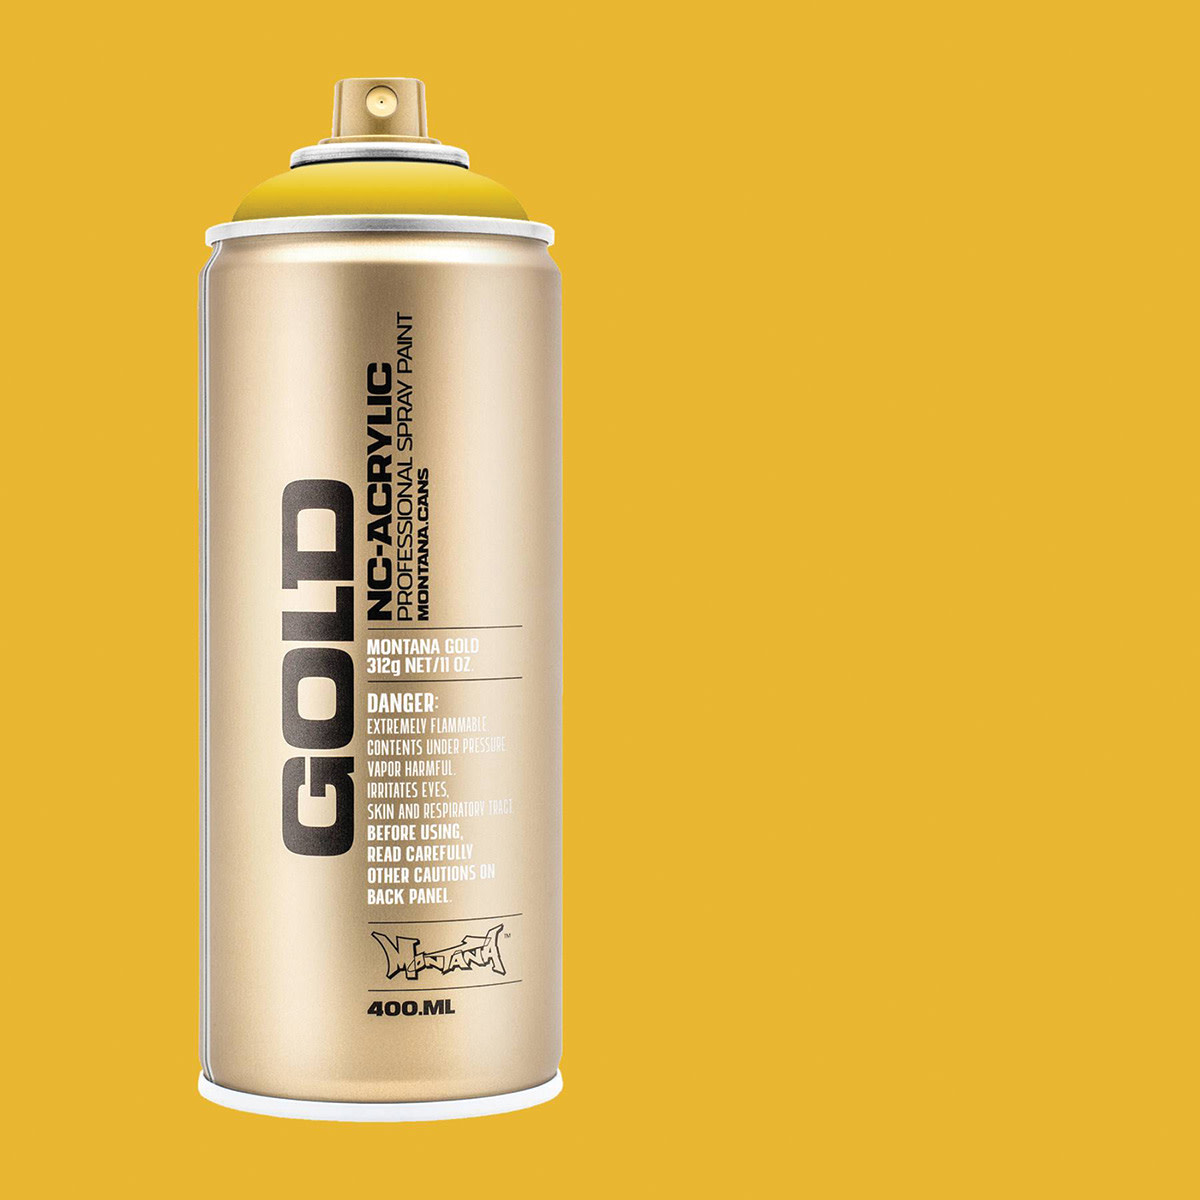 GOLD
NC-ACRYLIC
PROFESSIONAL SPRAY PAINT
MONTANA.CANS
MONTANA GOLD
312g NET/11 OZ.
DANGER:
EXTREMELY FLAMMABLE
CONTENTS UNDER PRESSURE
VAPOR HARMFUL.
IRRITATES EYES,
SKIN AND RESPIRATORY TRACT.
BEFORE USING,
READ CAREFULLY
OTHER CAUTIONS ON
BACK PANEL.
MONTANA™
400.ML